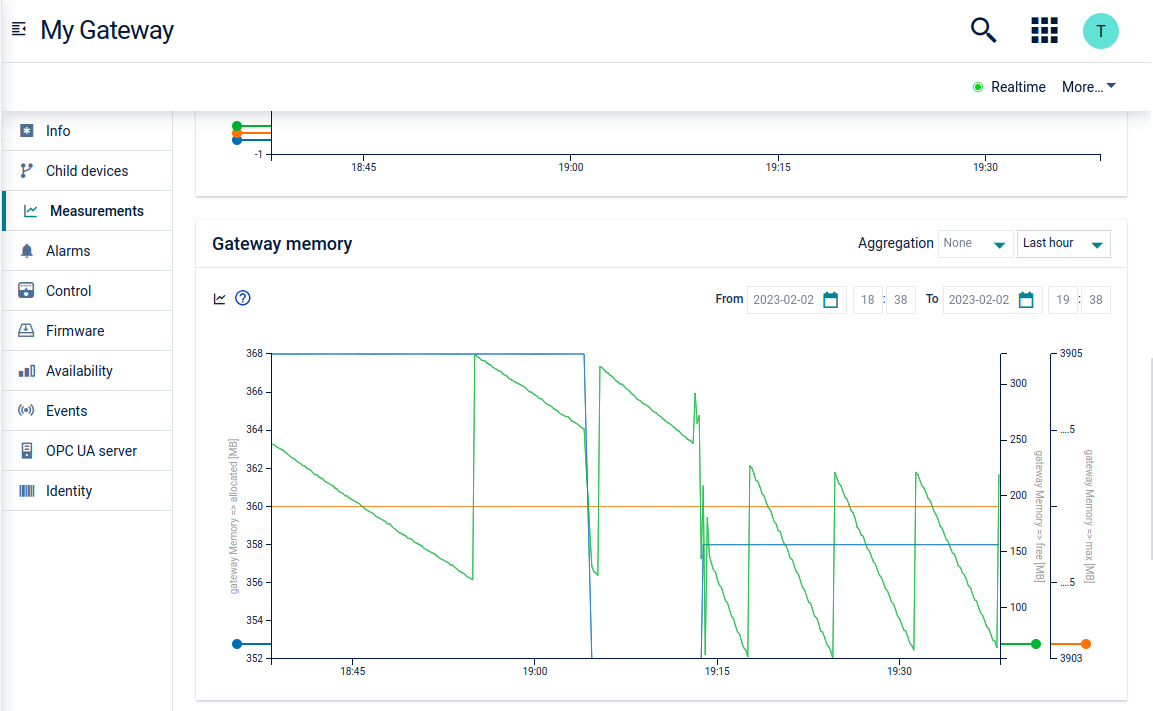 My Gateway
T
Realtime More...
Info
Child devices
Measurements
Alarms
Control
Firmware
Availability
Events
OPC UA server
Identity
-1
18:45 19:00 19:15 19:30
Gateway memory
Aggregation None Last hour
From 2023-02-02 18 : 38 To 2023-02-02 19 : 38
368
366
364
362
360
358
356
354
352
gateway Memory => allocated [MB]
18:45 19:00 19:15 19:30
300
250
200
150
100
gateway Memory => free [MB]
3905
....5
....5
3903
gateway Memory => max [MB]